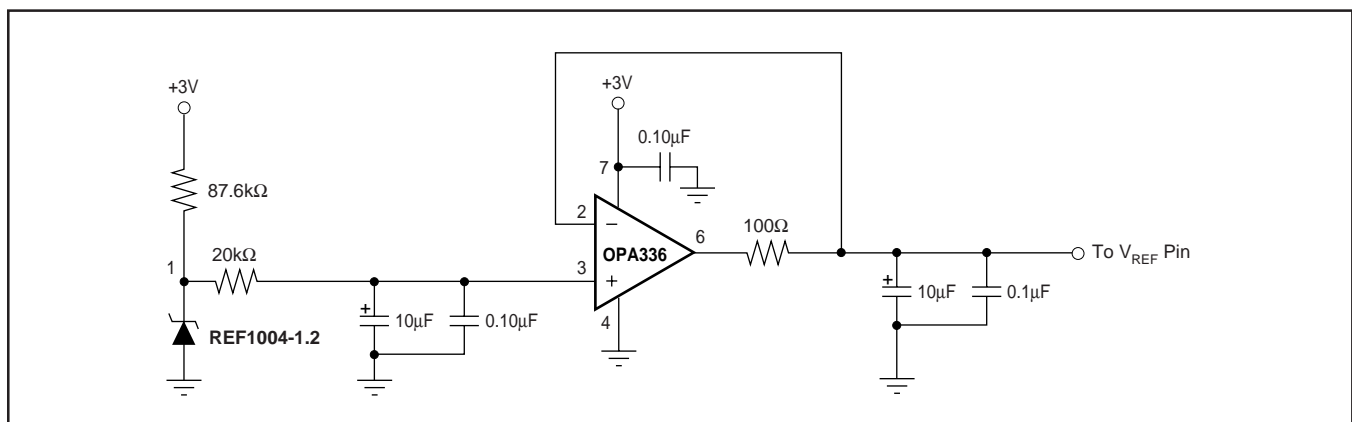 +3V
+3V
0.10µF
7
87.6kΩ
2
−
100Ω
6
OPA336
To VREF Pin
1
20kΩ
3
+
+
10µF
0.10µF
+
10µF
0.1µF
4
REF1004-1.2